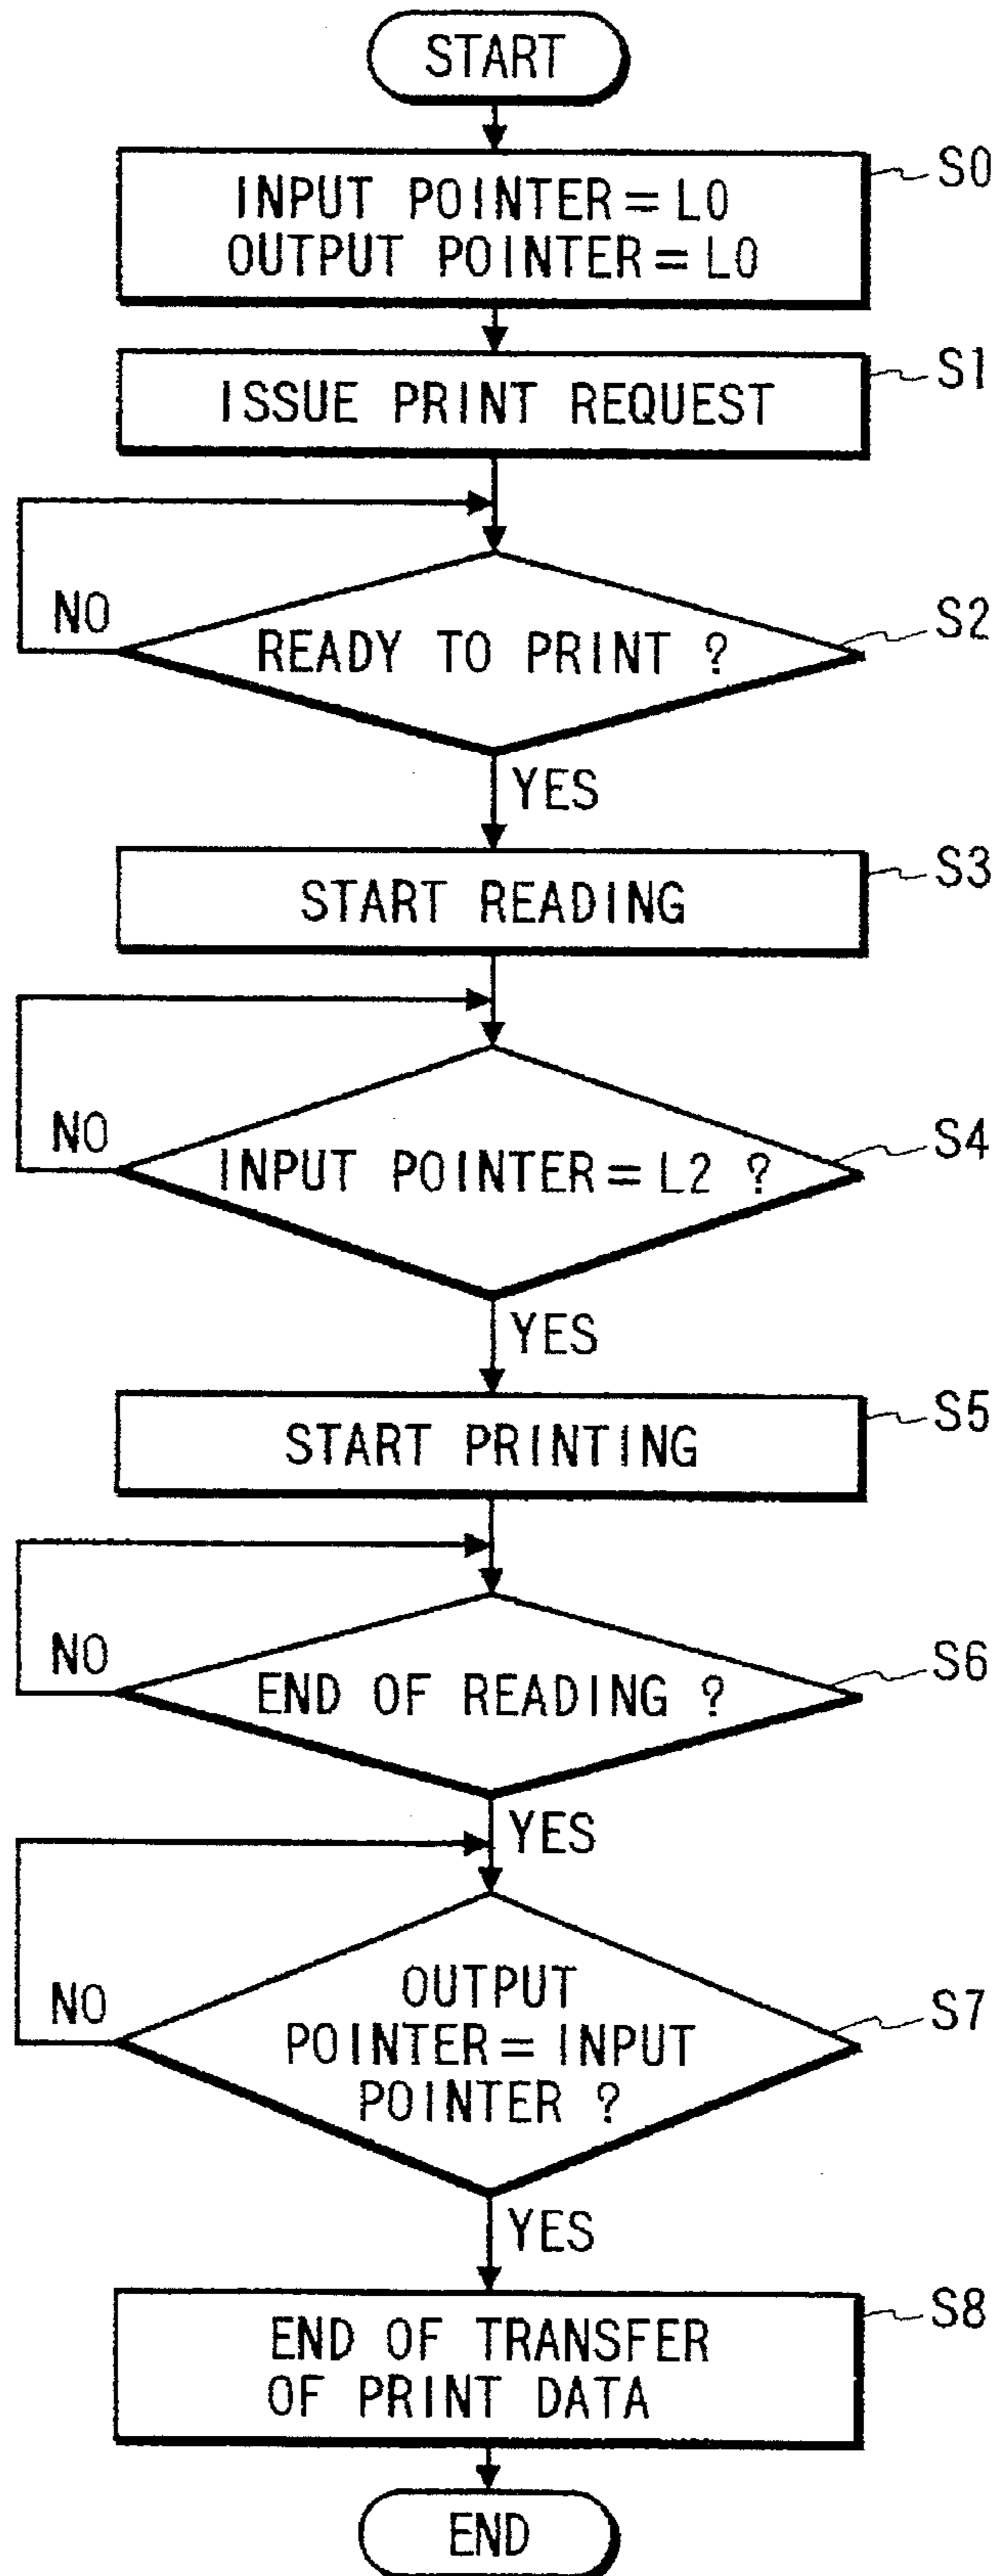 START
INPUT POINTER = L0
OUTPUT POINTER = L0
S0
ISSUE PRINT REQUEST
S1
NO
READY TO PRINT ?
S2
YES
START READING
S3
NO
INPUT POINTER = L2 ?
S4
YES
START PRINTING
S5
NO
END OF READING ?
S6
YES
NO
OUTPUT
POINTER = INPUT
POINTER ?
S7
YES
END OF TRANSFER
OF PRINT DATA
S8
END